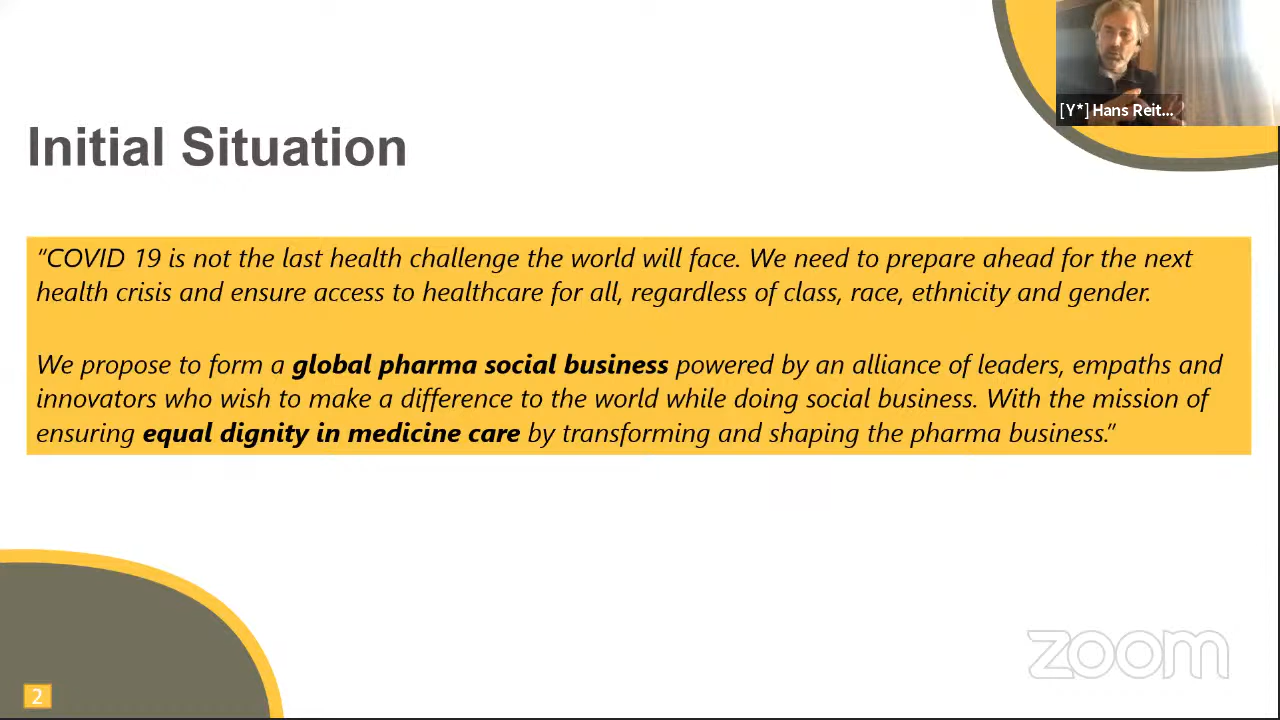 [Y*] Hans Reit...
Initial Situation
“COVID 19 is not the last health challenge the world will face. We need to prepare ahead for the next
health crisis and ensure access to healthcare for all, regardless of class, race, ethnicity and gender.
We propose to form a global pharma social business powered by an alliance of leaders, empaths and
innovators who wish to make a difference to the world while doing social business. With the mission of
ensuring equal dignity in medicine care by transforming and shaping the pharma business.”
zoom
2